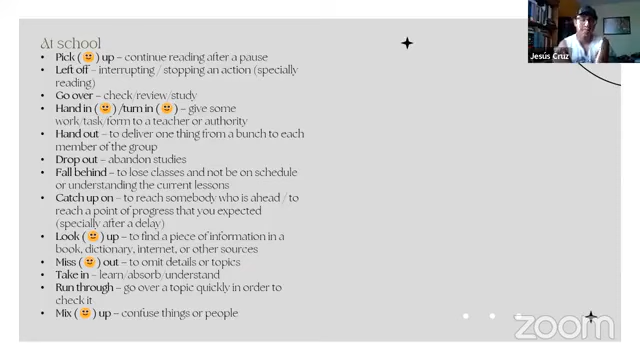 At school
• Pick (🙂) up – continue reading after a pause
• Left off – interrupting / stopping an action (specially
reading)
• Go over – check/review/study
• Hand in (🙂) /turn in (🙂) – give some
work/task/form to a teacher or authority
• Hand out – to deliver one thing from a bunch to each
member of the group
• Drop out – abandon studies
• Fall behind – to lose classes and not be on schedule
or understanding the current lessons
• Catch up on – to reach somebody who is ahead / to
reach a point of progress that you expected
(specially after a delay)
• Look (🙂) up – to find a piece of information in a
book, dictionary, internet, or other sources
• Miss (🙂) out – to omit details or topics
• Take in – learn/absorb/understand
• Run through – go over a topic quickly in order to
check it
• Mix (🙂) up – confuse things or people
Jesús Cruz
zoom